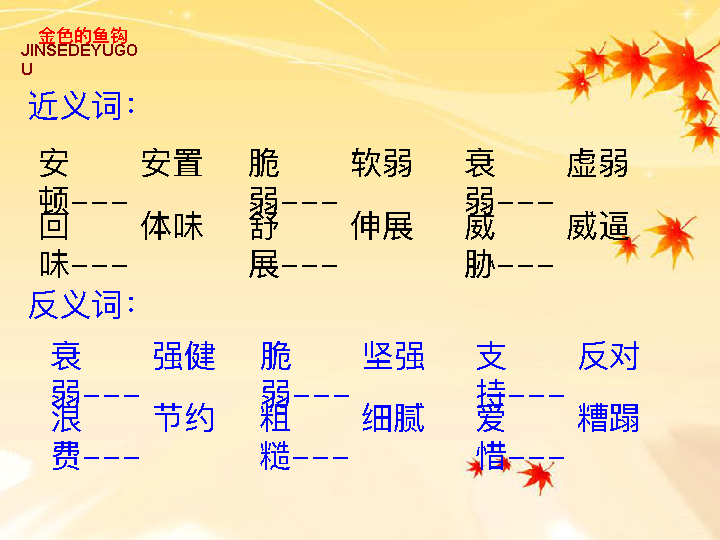 金色的鱼钩
JINSEDEYUGO
U
近义词：
安 安置 脆 软弱 衰 虚弱
顿--- 弱--- 弱---
回 体味 舒 伸展 威 威逼
味--- 展--- 胁---
反义词：
衰 强健 脆 坚强 支 反对
弱--- 弱--- 持---
浪 节约 粗 细腻 爱 糟蹋
费--- 糙--- 惜---